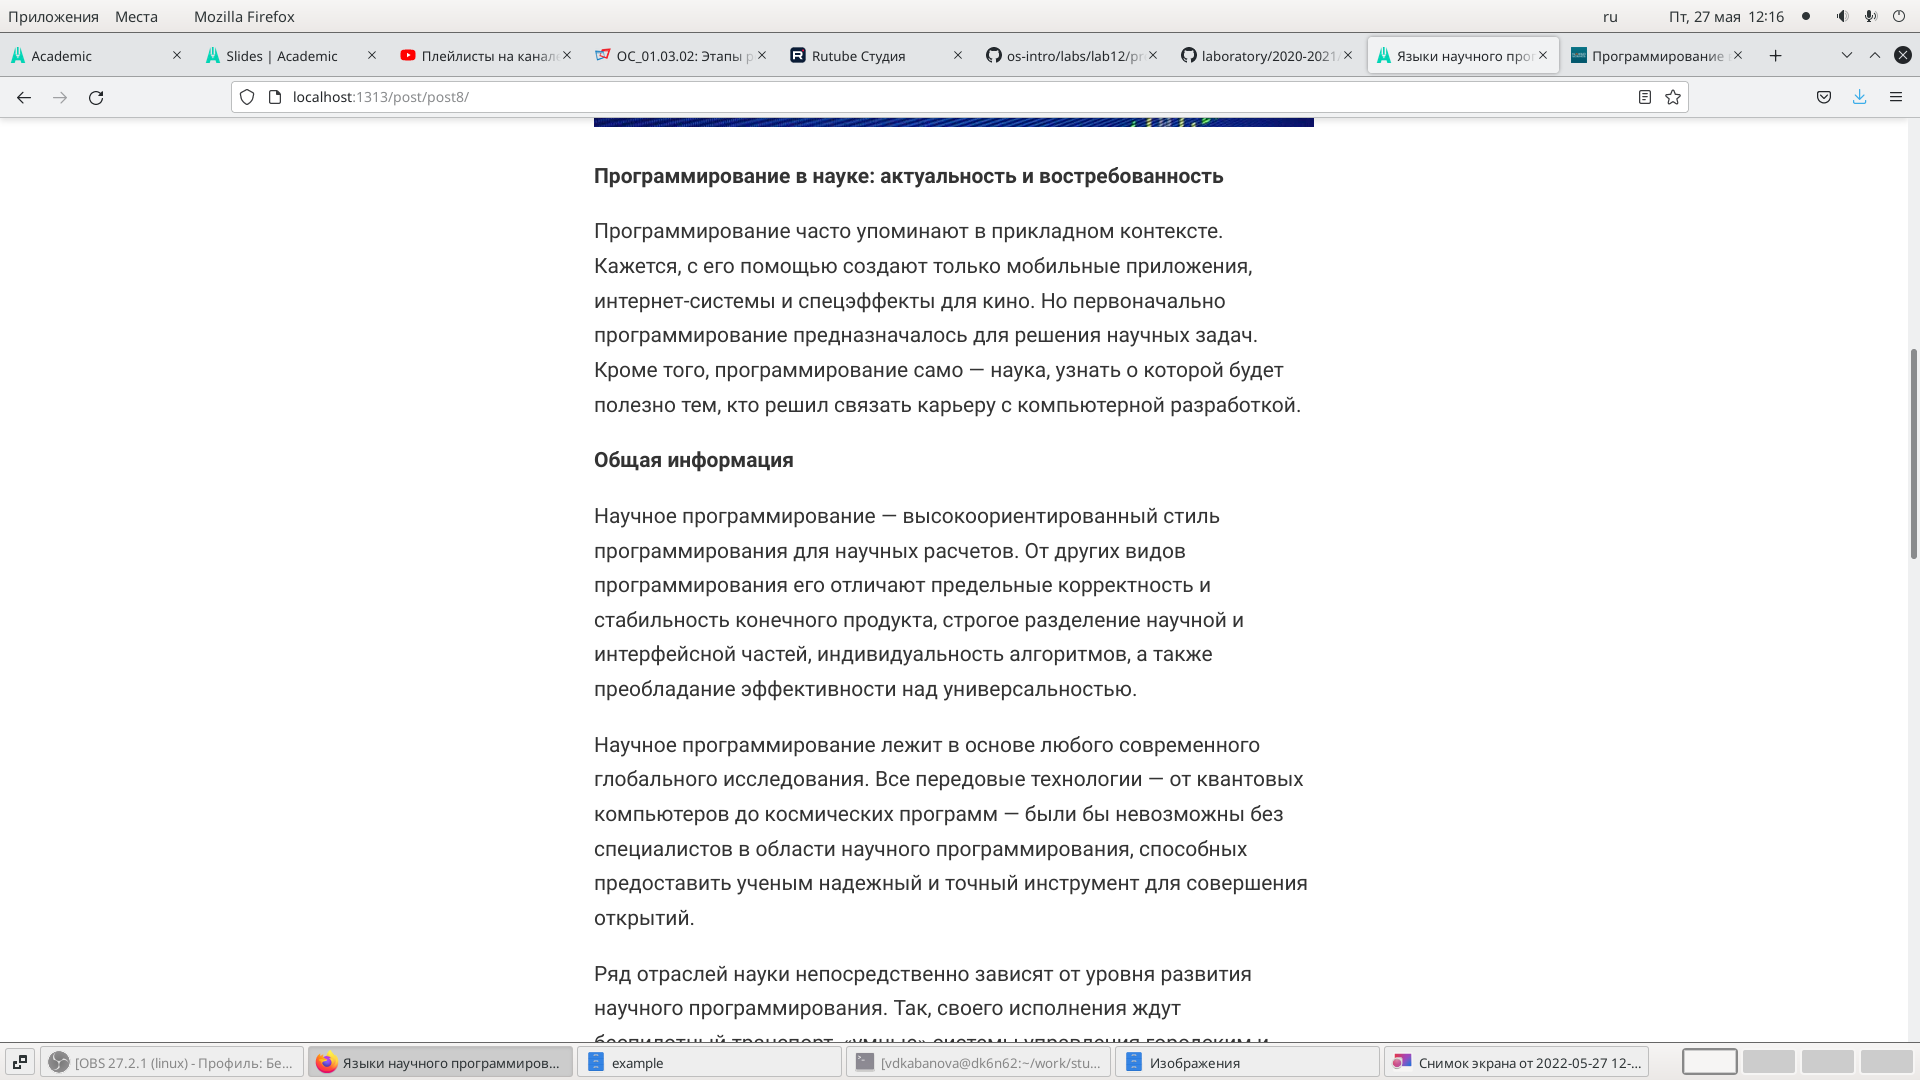 Приложения Места Mozilla Firefox ru Пт, 27 мая 12:16
Academic Slides | Academic Плейлисты на канал ОС_01.03.02: Этапы р Rutube Студия os-intro/labs/lab12/pr laboratory/2020-2021 Языки научного прог Программирование
localhost:1313/post/post8/
Программирование в науке: актуальность и востребованность
Программирование часто упоминают в прикладном контексте.
Кажется, с его помощью создают только мобильные приложения,
интернет-системы и спецэффекты для кино. Но первоначально
программирование предназначалось для решения научных задач.
Кроме того, программирование само — наука, узнать о которой будет
полезно тем, кто решил связать карьеру с компьютерной разработкой.
Общая информация
Научное программирование — высокоориентированный стиль
программирования для научных расчетов. От других видов
программирования его отличают предельные корректность и
стабильность конечного продукта, строгое разделение научной и
интерфейсной частей, индивидуальность алгоритмов, а также
преобладание эффективности над универсальностью.
Научное программирование лежит в основе любого современного
глобального исследования. Все передовые технологии — от квантовых
компьютеров до космических программ — были бы невозможны без
специалистов в области научного программирования, способных
предоставить ученым надежный и точный инструмент для совершения
открытий.
Ряд отраслей науки непосредственно зависят от уровня развития
научного программирования. Так, своего исполнения ждут
беспилотный транспорт, «умные» системы управления городским и
[OBS 27.2.1 (linux) - Профиль: Бе... Языки научного программиров... example [vdkabanova@dk6n62:~/work/stu... Изображения Снимок экрана от 2022-05-27 12-...